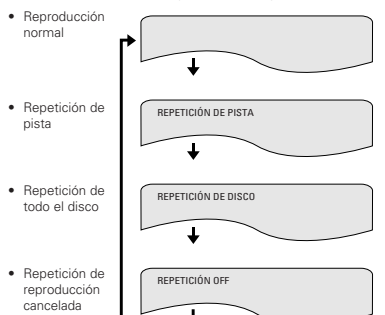 • Reproducción
normal
• Repetición de
pista
REPETICIÓN DE PISTA
• Repetición de
todo el disco
REPETICIÓN DE DISCO
• Repetición de
reproducción
cancelada
REPETICIÓN OFF